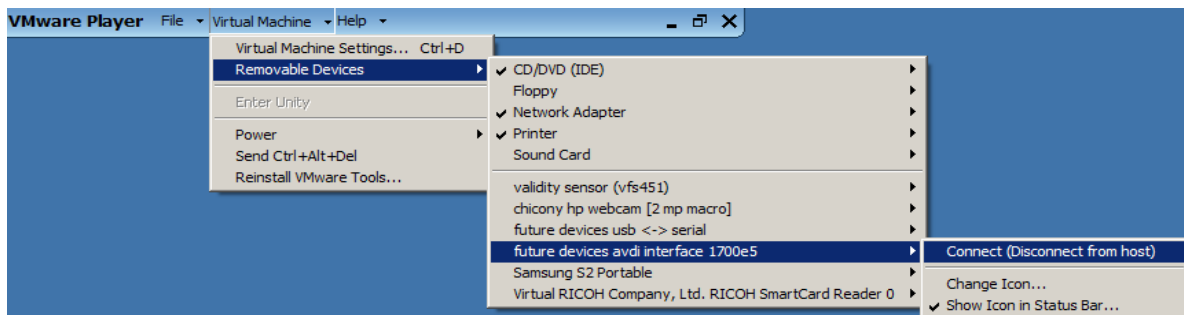 VMware Player File Virtual Machine Help
Virtual Machine Settings... Ctrl+D
Removable Devices
Enter Unity
Power
Send Ctrl+Alt+Del
Reinstall VMware Tools...
CD/DVD (IDE)
Floppy
Network Adapter
Printer
Sound Card
validity sensor (vfs451)
chicony hp webcam [2 mp macro]
future devices usb <-> serial
future devices avdi interface 1700e5
Samsung S2 Portable
Virtual RICOH Company, Ltd. RICOH SmartCard Reader 0
Connect (Disconnect from host)
Change Icon...
Show Icon in Status Bar...